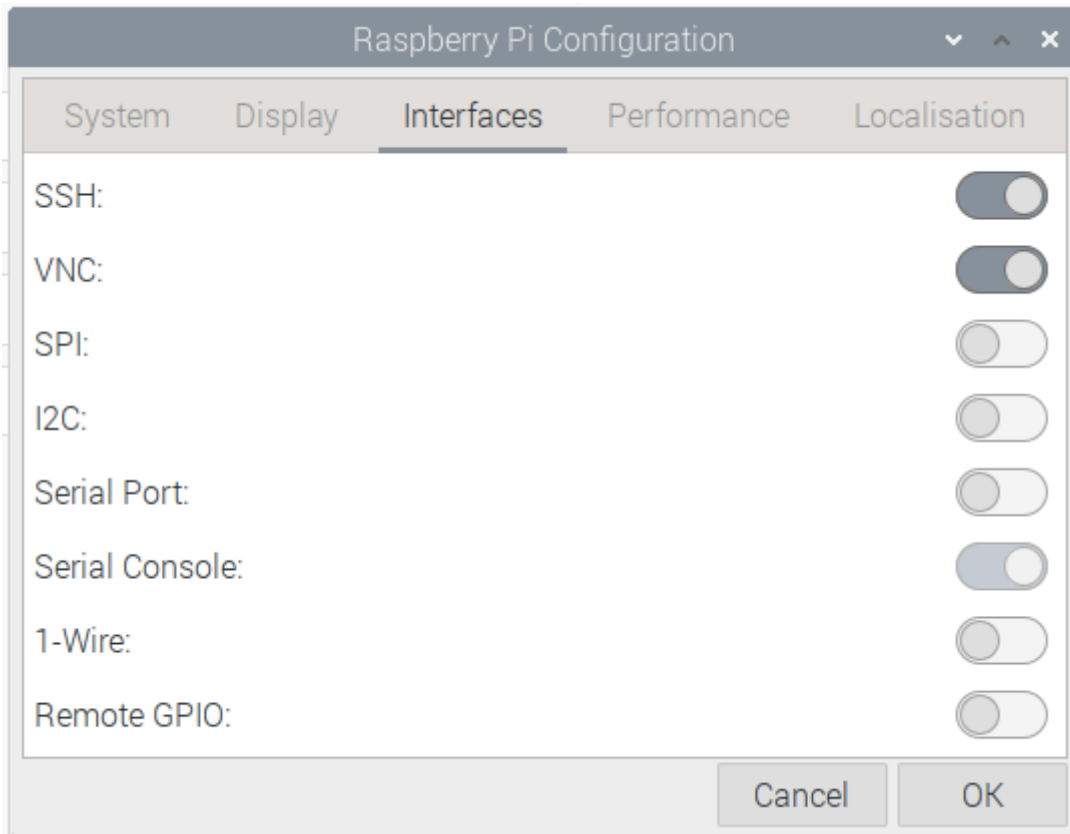 Raspberry Pi Configuration
System Display Interfaces Performance Localisation
SSH:
VNC:
SPI:
I2C:
Serial Port:
Serial Console:
1-Wire:
Remote GPIO:
Cancel OK